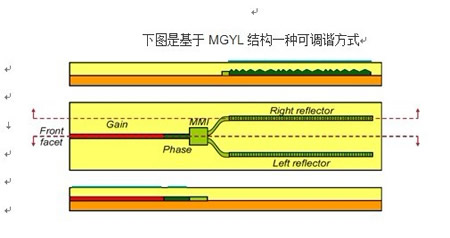 下图是基于 MGYL 结构一种可调谐方式
Right reflector
Gain
MMI
Front
facet
Phase
Left reflector